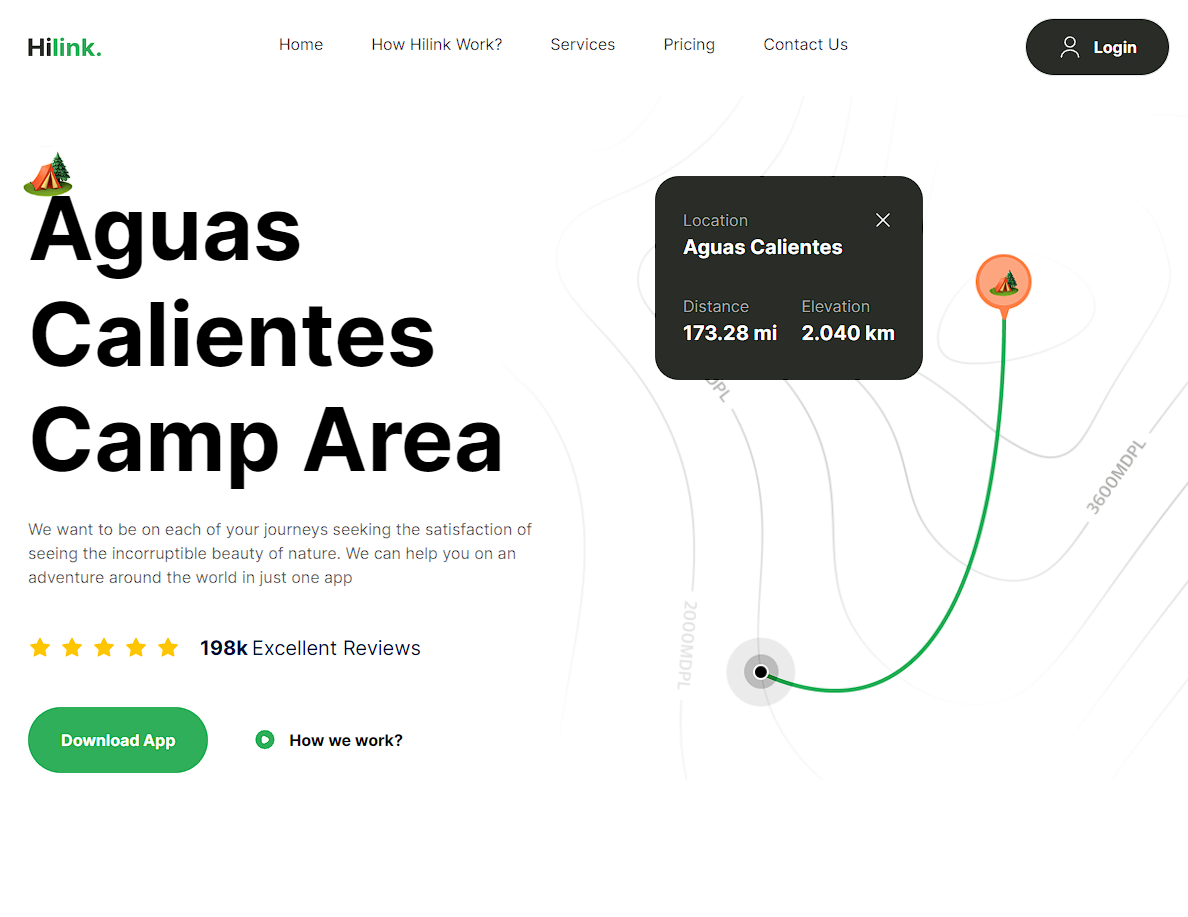 Hilink.
Home
How Hilink Work?
Services
Pricing
Contact Us
Login
Aguas
Calientes
Camp Area
We want to be on each of your journeys seeking the satisfaction of
seeing the incorruptible beauty of nature. We can help you on an
adventure around the world in just one app
198k Excellent Reviews
Download App
How we work?
Location
Aguas Calientes
Distance
173.28 mi
Elevation
2.040 km
3600MDPL
2000MDPL